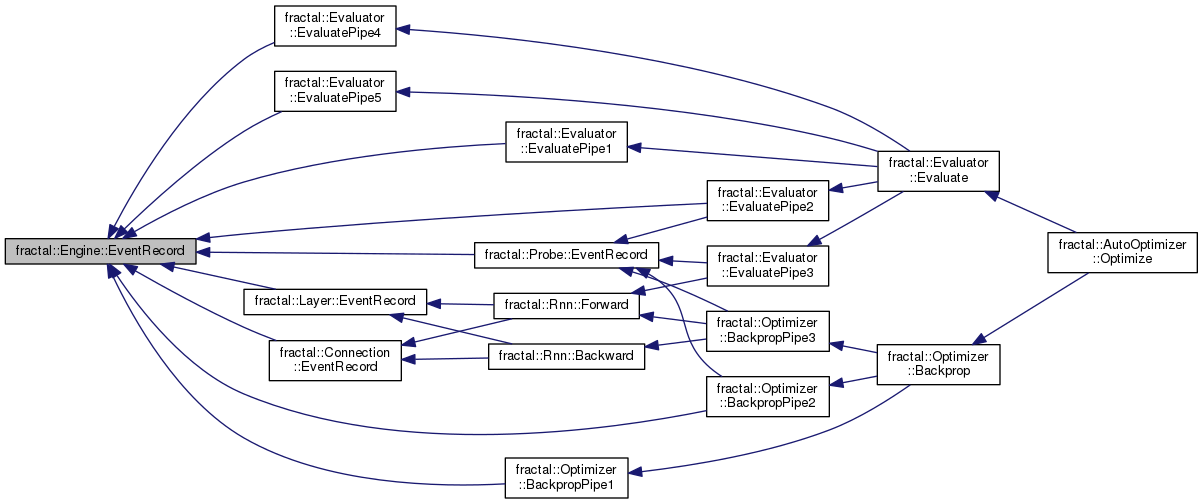 fractal::Evaluator
::EvaluatePipe4
fractal::Evaluator
::EvaluatePipe5
fractal::Evaluator
::EvaluatePipe1
fractal::Evaluator
::Evaluate
fractal::Evaluator
::EvaluatePipe2
fractal::Engine::EventRecord
fractal::Probe::EventRecord
fractal::Evaluator
::EvaluatePipe3
fractal::AutoOptimizer
::Optimize
fractal::Layer::EventRecord
fractal::Rnn::Forward
fractal::Optimizer
::BackpropPipe3
fractal::Connection
::EventRecord
fractal::Rnn::Backward
fractal::Optimizer
::Backprop
fractal::Optimizer
::BackpropPipe2
fractal::Optimizer
::BackpropPipe1